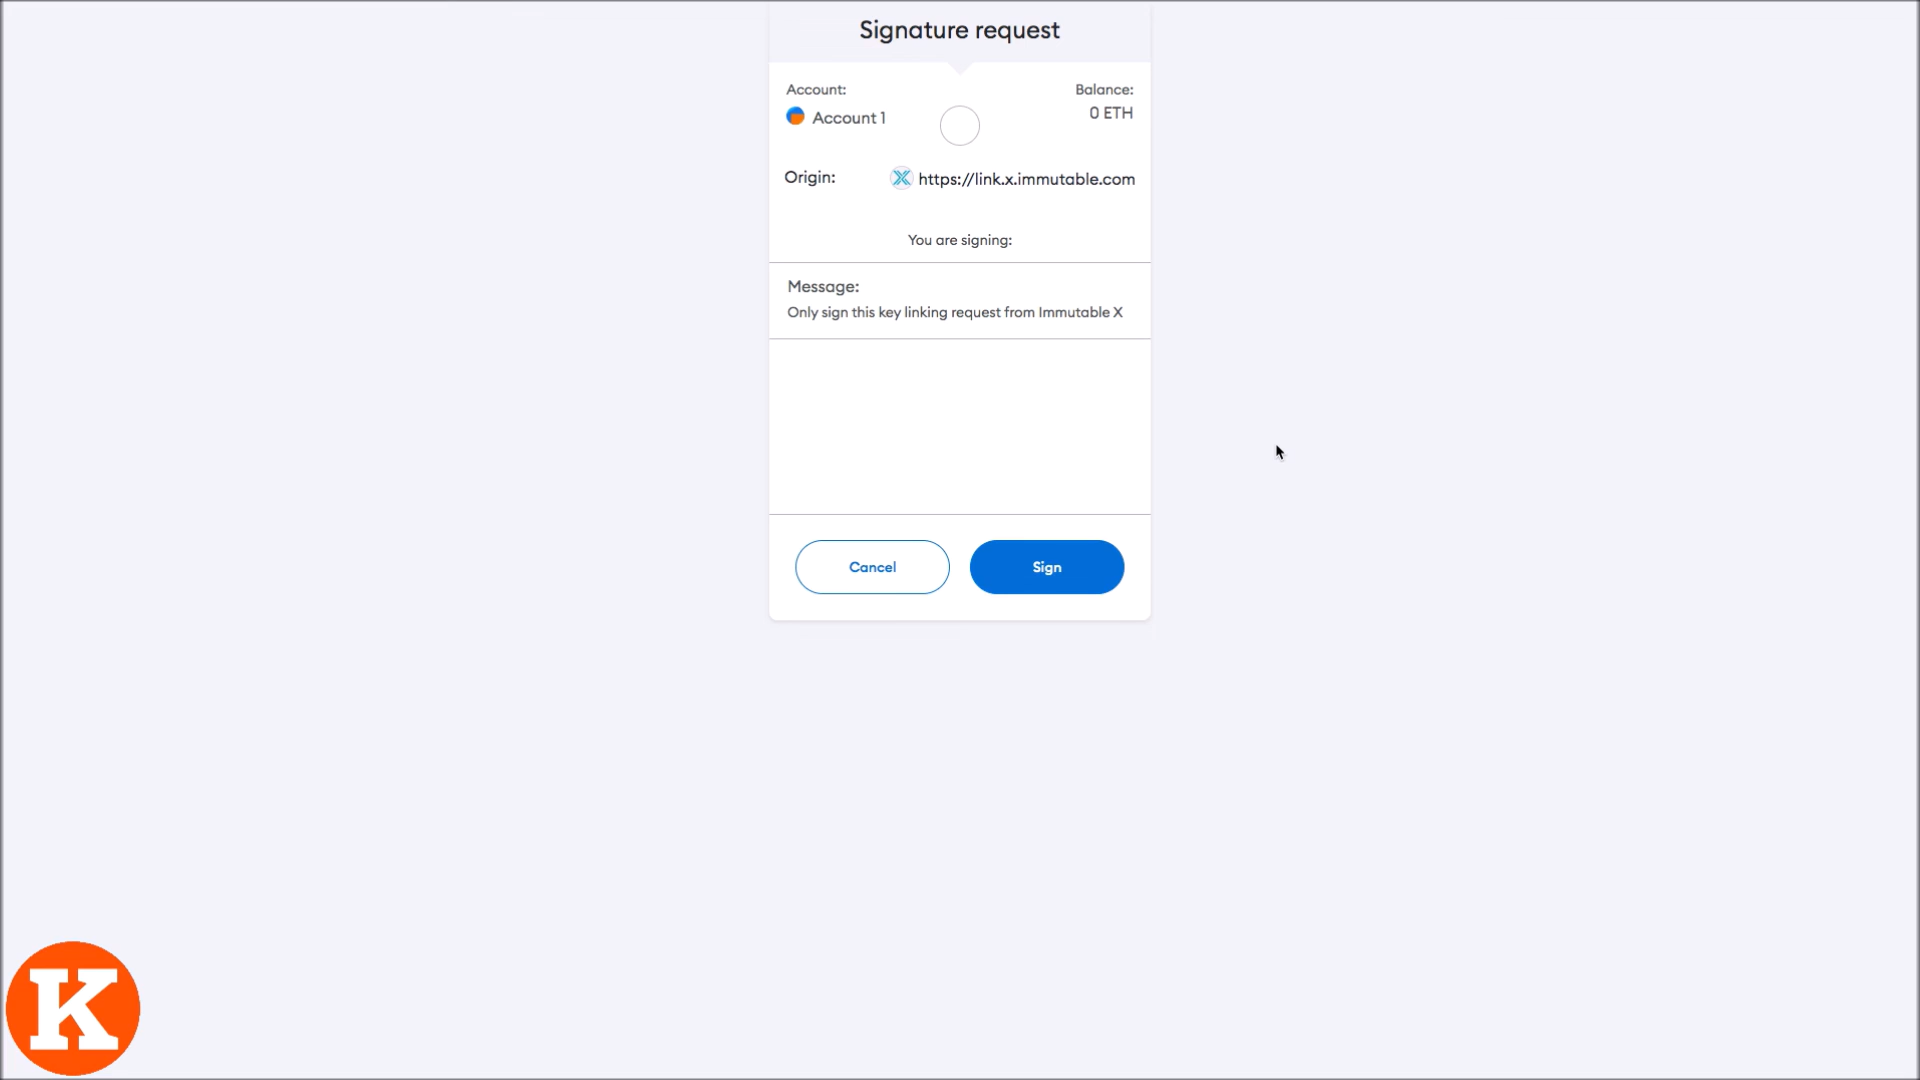 Signature request
Account:
Balance:
Account 1
0 ETH
Origin:
https://link.x.immutable.com
You are signing:
Message:
Only sign this key linking request from Immutable X
Cancel
Sign
K